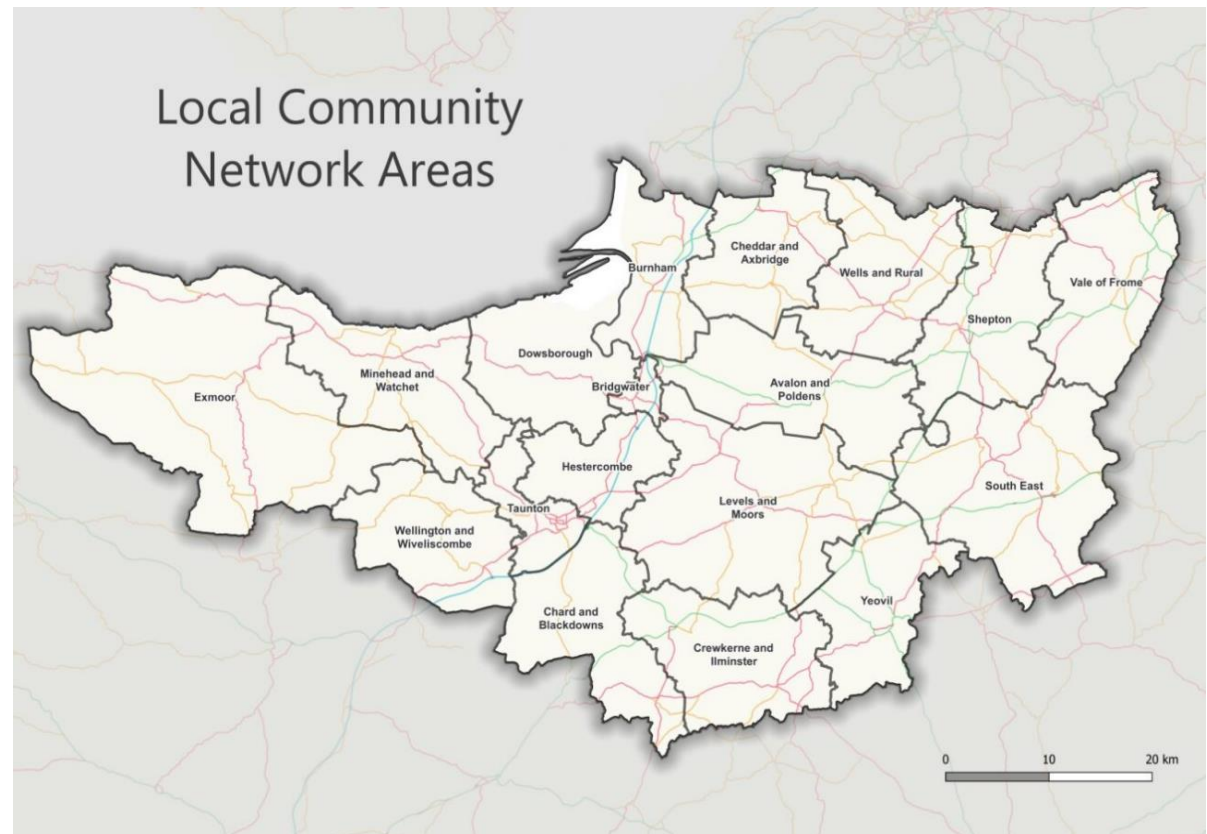 Local Community
Network Areas
Burnham
Cheddar and
Axbridge
Wells and Rural
Vale of Frome
Shepton
Dowsborough
Minehead and
Watchet
Bridgwater
Avalon and
Poldens
Exmoor
Hestercombe
South East
Levels and
Moors
Taunton
Wellington and
Wiveliscombe
Yeovil
Chard and
Blackdowns
Crewkerne and
Ilminster
0 10 20 km